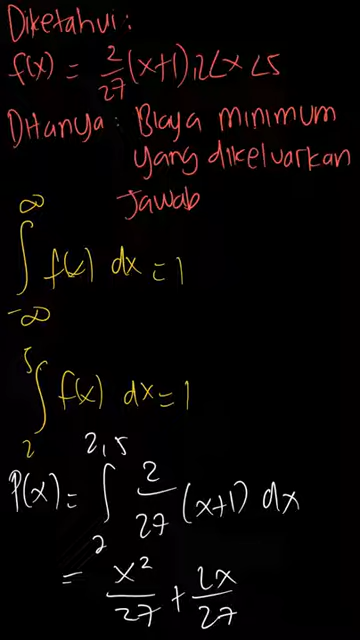 Diketahui:
f(x) = 2/27 (x+1), 2<x<5
Ditanya: Biaya minimum
yang dikeluarkan
Jawab
∫_{-∞}^{∞} f(x) dx = 1
∫_{2}^{5} f(x) dx = 1
P(x) = ∫_{2}^{2,5} 2/27 (x+1) dx
= x²/27 + 2x/27